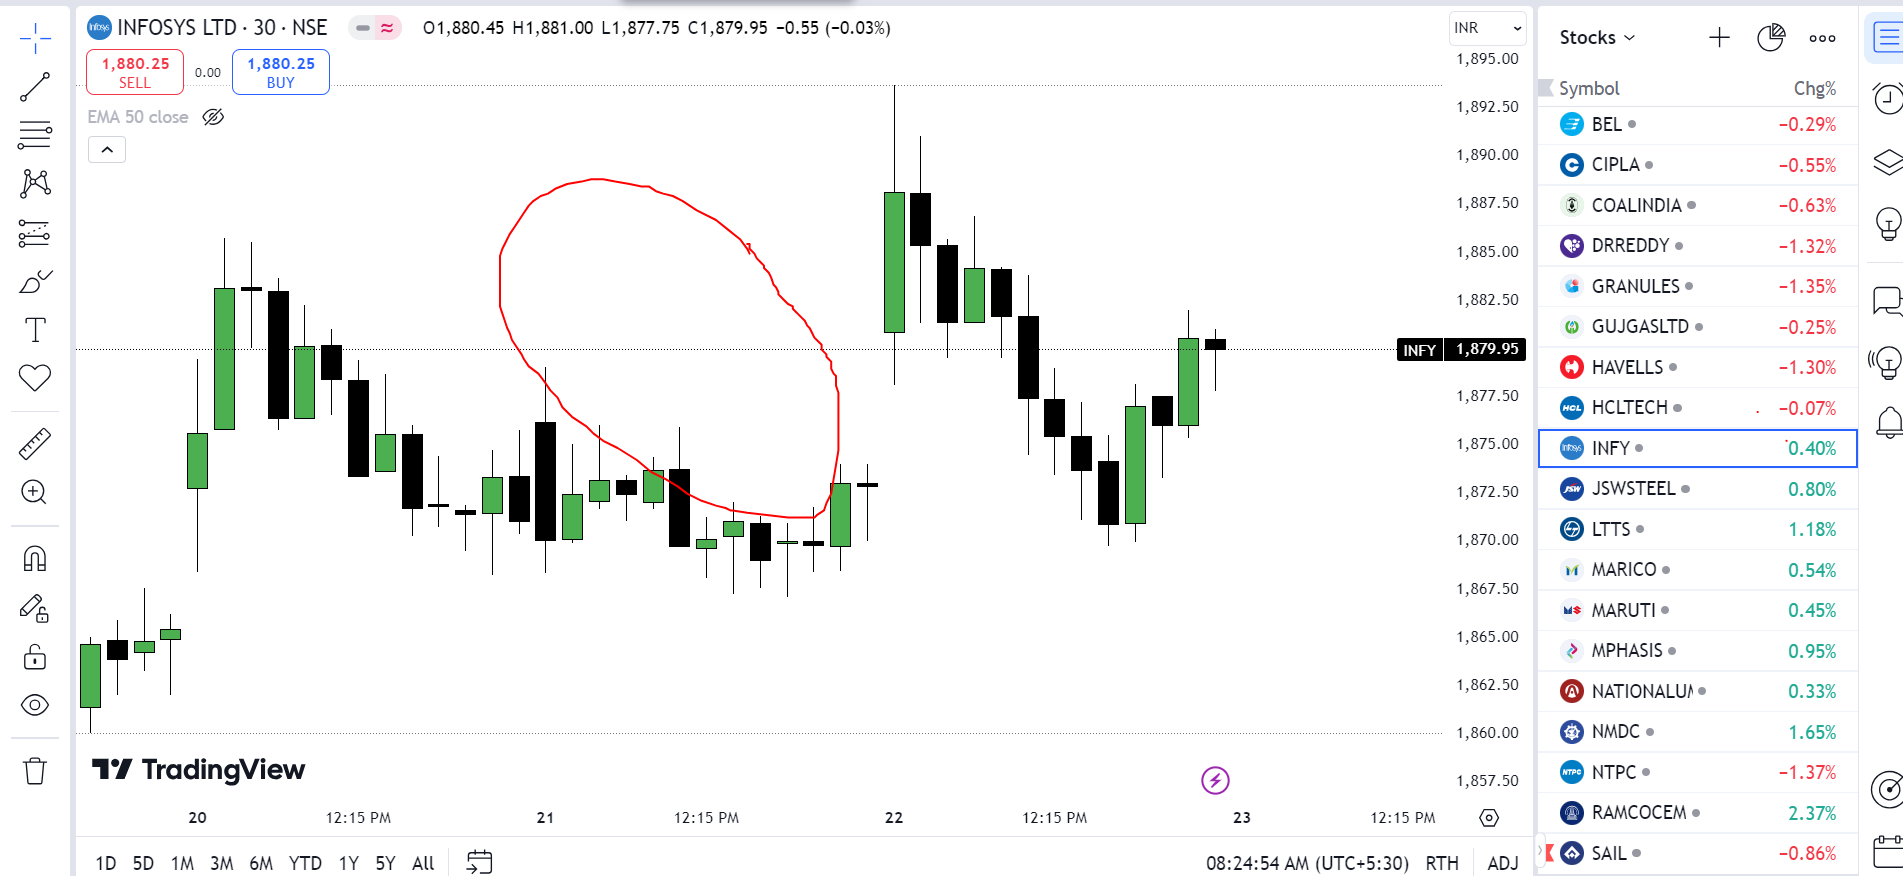 INFOSYS LTD · 30 · NSE
O1,880.45 H1,881.00 L1,877.75 C1,879.95 −0.55 (−0.03%)
1,880.25
SELL
0.00
1,880.25
BUY
EMA 50 close
INR
1,895.00
1,892.50
1,890.00
1,887.50
1,885.00
1,882.50
INFY 1,879.95
1,877.50
1,875.00
1,872.50
1,870.00
1,867.50
1,865.00
1,862.50
1,860.00
1,857.50
TradingView
20 12:15 PM 21 12:15 PM 22 12:15 PM 23 12:15 PM
1D 5D 1M 3M 6M YTD 1Y 5Y All
08:24:54 AM (UTC+5:30) RTH ADJ
Stocks
Symbol Chg%
BEL −0.29%
CIPLA −0.55%
COALINDIA −0.63%
DRREDDY −1.32%
GRANULES −1.35%
GUJGASLTD −0.25%
HAVELLS −1.30%
HCL HCLTECH −0.07%
Infosys INFY 0.40%
JSW JSWSTEEL 0.80%
LTTS 1.18%
MARICO 0.54%
MARUTI 0.45%
MPHASIS 0.95%
NATIONALUM 0.33%
NMDC 1.65%
NTPC NTPC −1.37%
RAMCOCEM 2.37%
SAIL −0.86%